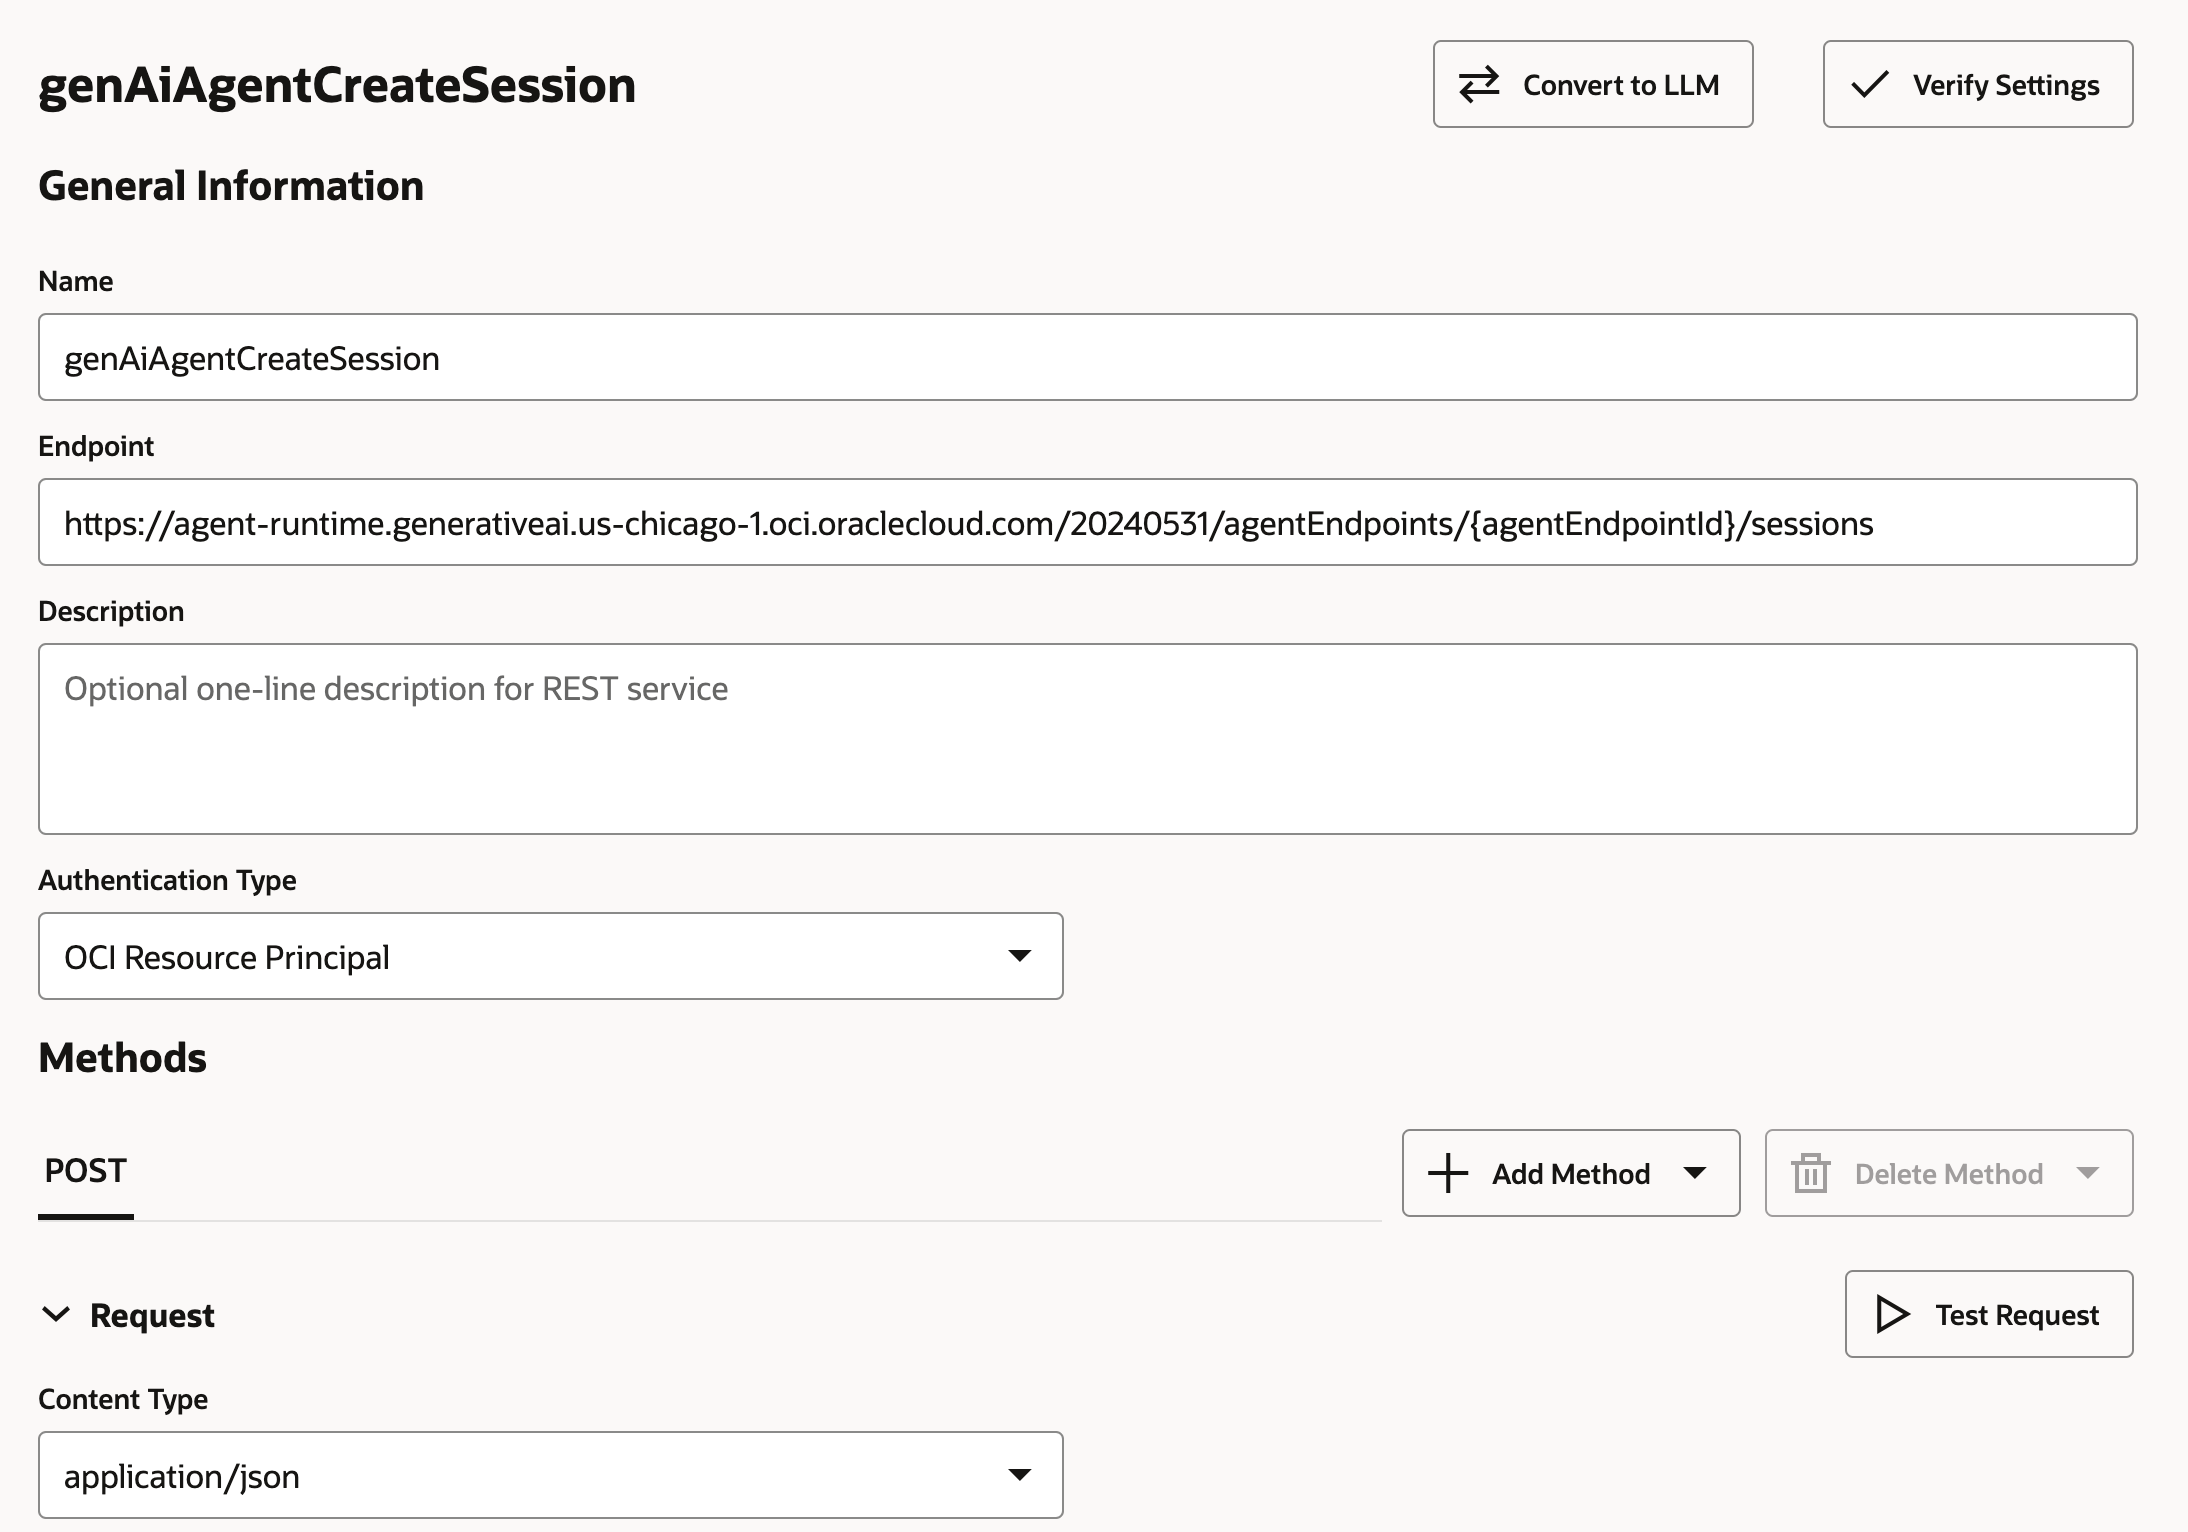 genAiAgentCreateSession
Convert to LLM
Verify Settings
General Information
Name
genAiAgentCreateSession
Endpoint
https://agent-runtime.generativeai.us-chicago-1.oci.oraclecloud.com/20240531/agentEndpoints/{agentEndpointId}/sessions
Description
Optional one-line description for REST service
Authentication Type
OCI Resource Principal
Methods
POST
Add Method
Delete Method
Request
Test Request
Content Type
application/json